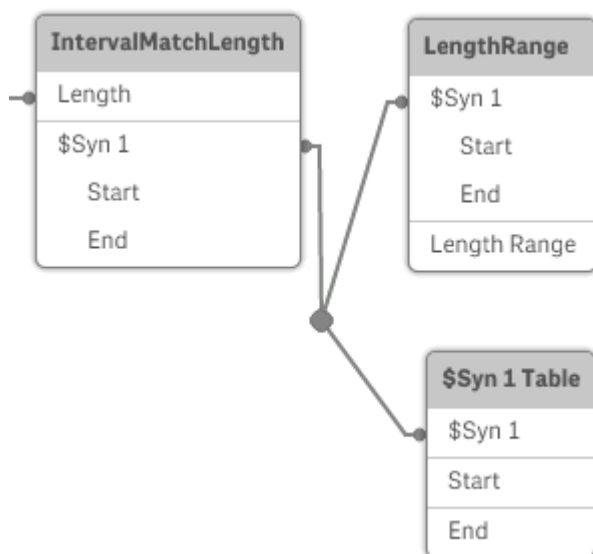 IntervalMatchLength
Length
$Syn 1
Start
End
LengthRange
$Syn 1
Start
End
Length Range
$Syn 1 Table
$Syn 1
Start
End